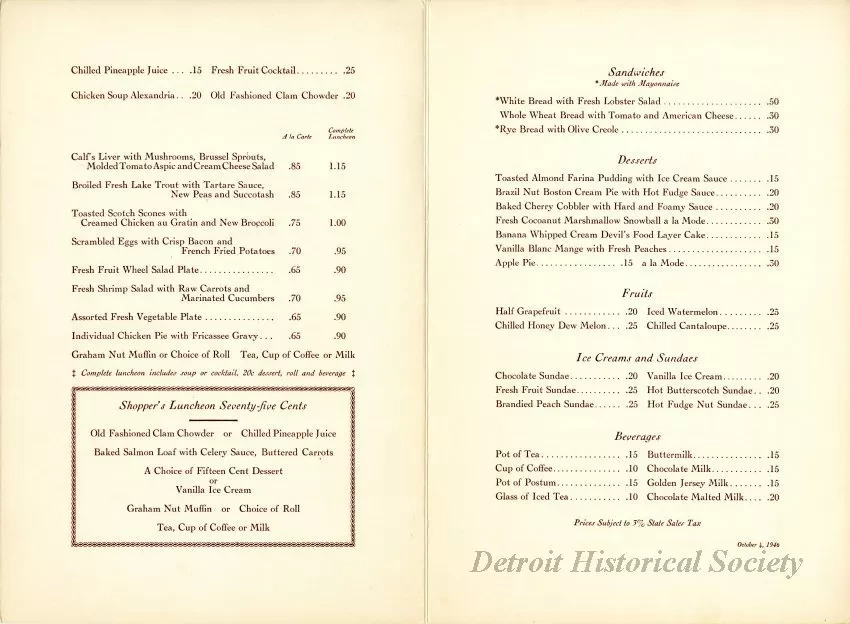 Chilled Pineapple Juice . . . .15 Fresh Fruit Cocktail . . . . . . . . . .25
Chicken Soup Alexandria . . .20 Old Fashioned Clam Chowder .20
A la Carte Complete Luncheon
Calf's Liver with Mushrooms, Brussel Sprouts,
Molded Tomato Aspic and Cream Cheese Salad .85 1.15
Broiled Fresh Lake Trout with Tartare Sauce,
New Peas and Succotash .85 1.15
Toasted Scotch Scones with
Creamed Chicken au Gratin and New Broccoli .75 1.00
Scrambled Eggs with Crisp Bacon and
French Fried Potatoes .70 .95
Fresh Fruit Wheel Salad Plate . . . . . . . . . . . . . . . .65 .90
Fresh Shrimp Salad with Raw Carrots and
Marinated Cucumbers .70 .95
Assorted Fresh Vegetable Plate . . . . . . . . . . . . . . .65 .90
Individual Chicken Pie with Fricassee Gravy . . . .65 .90
Graham Nut Muffin or Choice of Roll Tea, Cup of Coffee or Milk
‡ Complete luncheon includes soup or cocktail, 20c dessert, roll and beverage ‡
Shopper's Luncheon Seventy-five Cents
Old Fashioned Clam Chowder or Chilled Pineapple Juice
Baked Salmon Loaf with Celery Sauce, Buttered Carrots
A Choice of Fifteen Cent Dessert
or
Vanilla Ice Cream
Graham Nut Muffin or Choice of Roll
Tea, Cup of Coffee or Milk
Sandwiches
*Made with Mayonnaise
*White Bread with Fresh Lobster Salad . . . . . . . . . . . . . . . . . . . . .50
Whole Wheat Bread with Tomato and American Cheese . . . . . . .30
*Rye Bread with Olive Creole . . . . . . . . . . . . . . . . . . . . . . . . . . . . .30
Desserts
Toasted Almond Farina Pudding with Ice Cream Sauce . . . . . . . .15
Brazil Nut Boston Cream Pie with Hot Fudge Sauce . . . . . . . . . . .20
Baked Cherry Cobbler with Hard and Foamy Sauce . . . . . . . . . . .20
Fresh Cocoanut Marshmallow Snowball a la Mode . . . . . . . . . . . . .30
Banana Whipped Cream Devil's Food Layer Cake . . . . . . . . . . . . .15
Vanilla Blanc Mange with Fresh Peaches . . . . . . . . . . . . . . . . . . . .15
Apple Pie . . . . . . . . . . . . . . . . .15 a la Mode . . . . . . . . . . . . . . . .30
Fruits
Half Grapefruit . . . . . . . . . . . . .20 Iced Watermelon . . . . . . . . . .25
Chilled Honey Dew Melon . . . .25 Chilled Cantaloupe . . . . . . . .25
Ice Creams and Sundaes
Chocolate Sundae . . . . . . . . . . . .20 Vanilla Ice Cream . . . . . . . . . .20
Fresh Fruit Sundae . . . . . . . . . . .25 Hot Butterscotch Sundae . . .20
Brandied Peach Sundae . . . . . . .25 Hot Fudge Nut Sundae . . . .25
Beverages
Pot of Tea . . . . . . . . . . . . . . . . .15 Buttermilk . . . . . . . . . . . . . . . .15
Cup of Coffee . . . . . . . . . . . . . . .10 Chocolate Milk . . . . . . . . . . . .15
Pot of Postum . . . . . . . . . . . . . . .15 Golden Jersey Milk . . . . . . . .15
Glass of Iced Tea . . . . . . . . . . . .10 Chocolate Malted Milk . . . . .20
Prices Subject to 3% State Sales Tax
October 4, 1946
Detroit Historical Society